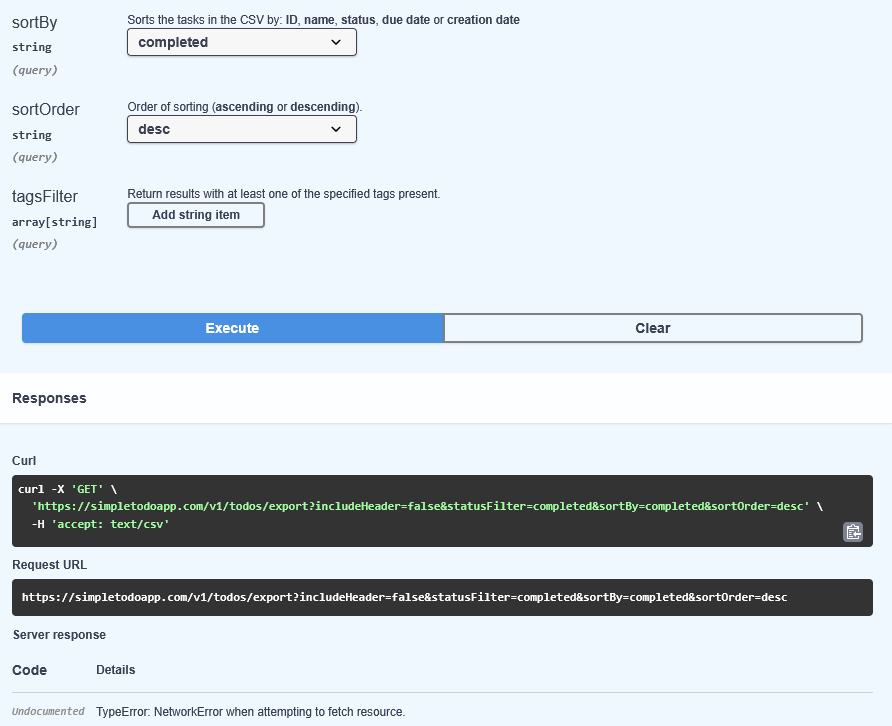 sortBy
string
(query)
Sorts the tasks in the CSV by: ID, name, status, due date or creation date
completed
sortOrder
string
(query)
Order of sorting (ascending or descending).
desc
tagsFilter
array[string]
(query)
Return results with at least one of the specified tags present.
Add string item
Execute
Clear
Responses
Curl
curl -X 'GET' \
'https://simpletodoapp.com/v1/todos/export?includeHeader=false&statusFilter=completed&sortBy=completed&sortOrder=desc' \
-H 'accept: text/csv'
Request URL
https://simpletodoapp.com/v1/todos/export?includeHeader=false&statusFilter=completed&sortBy=completed&sortOrder=desc
Server response
Code Details
Undocumented TypeError: NetworkError when attempting to fetch resource.